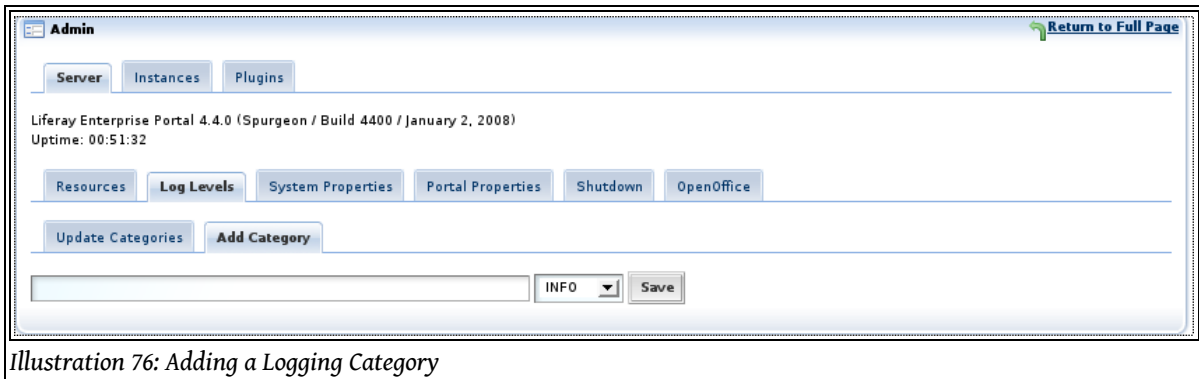 Admin
Return to Full Page
Server Instances Plugins
Liferay Enterprise Portal 4.4.0 (Spurgeon / Build 4400 / January 2, 2008)
Uptime: 00:51:32
Resources Log Levels System Properties Portal Properties Shutdown OpenOffice
Update Categories Add Category
INFO Save
Illustration 76: Adding a Logging Category